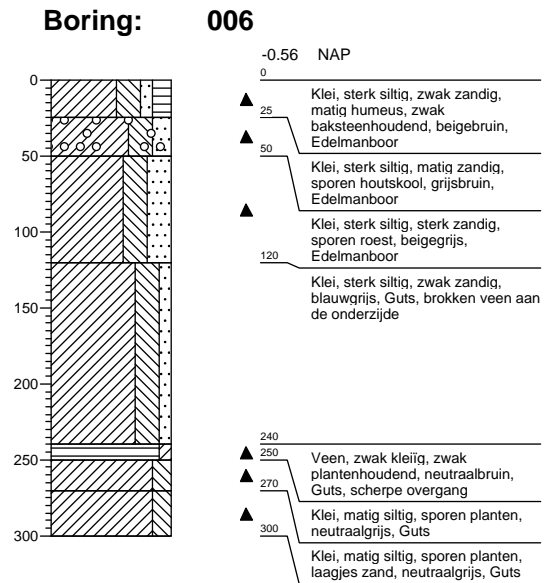 Boring: 006
-0.56 NAP
0
50
100
150
200
250
300
0
Klei, sterk siltig, zwak zandig,
matig humeus, zwak
baksteenhoudend, beigebruin,
Edelmanboor
25
Klei, sterk siltig, matig zandig,
sporen houtskool, grijsbruin,
Edelmanboor
50
Klei, sterk siltig, sterk zandig,
sporen roest, beigegrijs,
Edelmanboor
120
Klei, sterk siltig, zwak zandig,
blauwgrijs, Guts, brokken veen aan
de onderzijde
240
Veen, zwak kleiïg, zwak
plantenhoudend, neutraalbruin,
Guts, scherpe overgang
250
Klei, matig siltig, sporen planten,
neutraalgrijs, Guts
270
Klei, matig siltig, sporen planten,
laagjes zand, neutraalgrijs, Guts
300